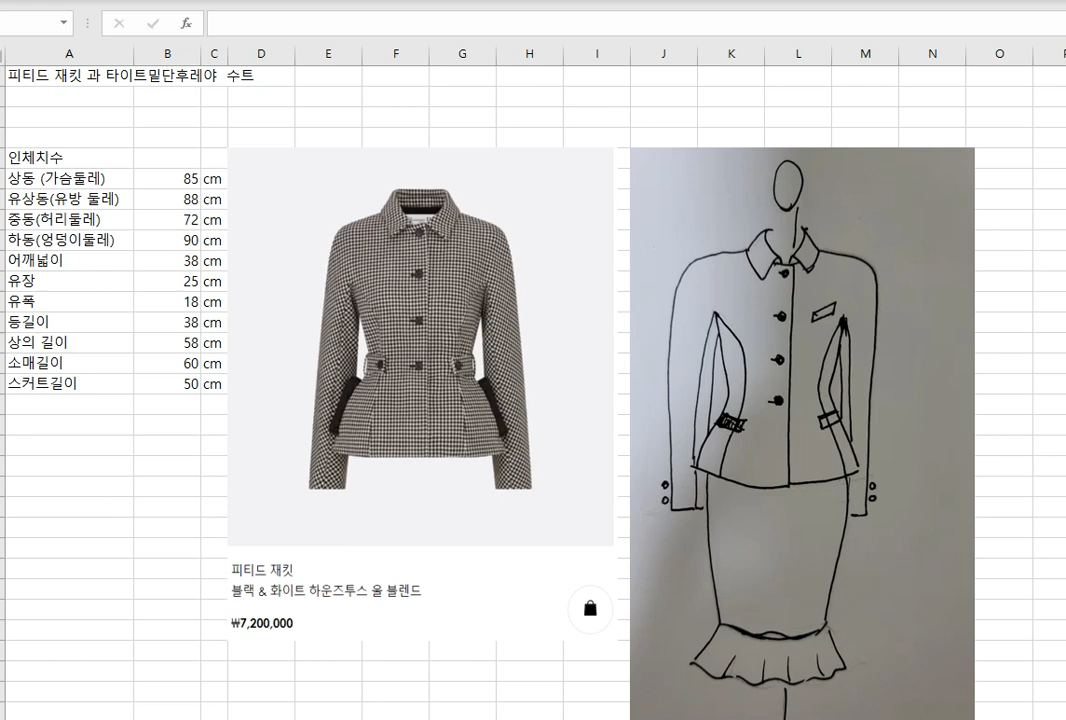 fx
A B C D E F G H I J K L M N O
피티드 재킷 과 타이트밑단후레야 수트
인체치수
상동 (가슴둘레) 85 cm
유상동(유방 둘레) 88 cm
중동(허리둘레) 72 cm
하동(엉덩이둘레) 90 cm
어깨넓이 38 cm
유장 25 cm
유폭 18 cm
등길이 38 cm
상의 길이 58 cm
소매길이 60 cm
스커트길이 50 cm
피티드 재킷
블랙 & 화이트 하운즈투스 울 블렌드
₩7,200,000